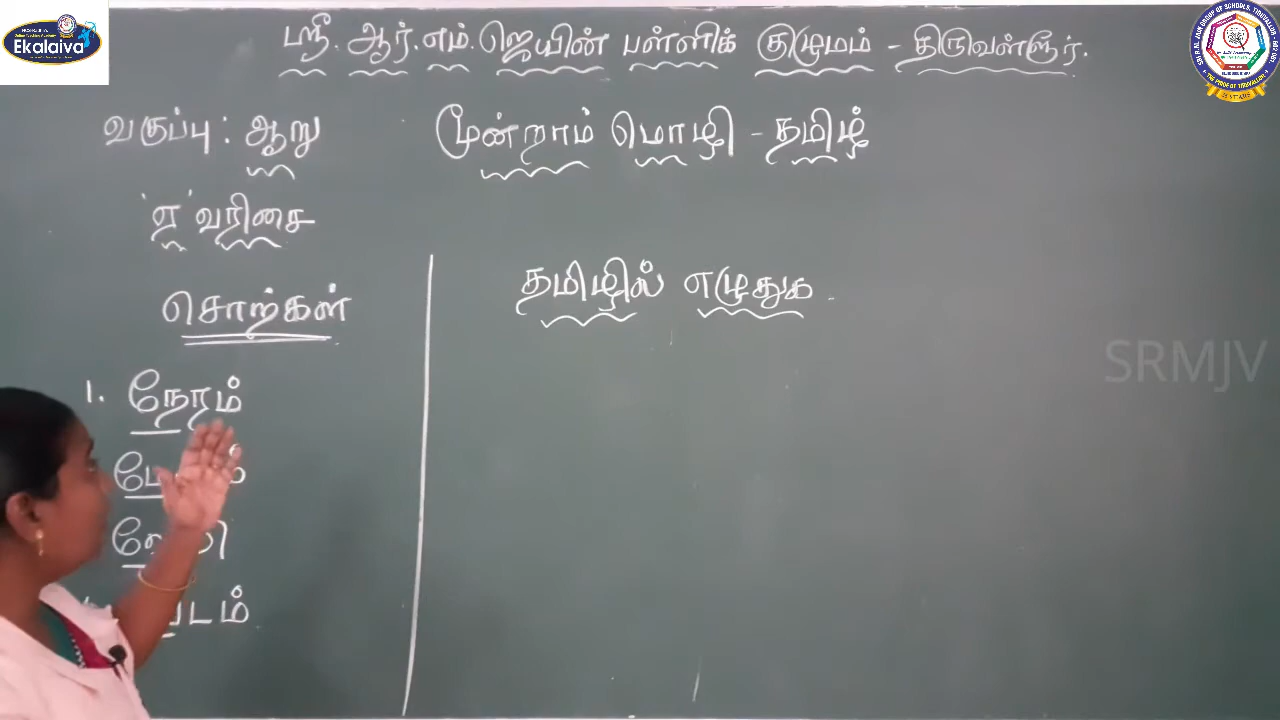 Ekalaiva
ஸ்ரீ. ஆர்.எம்.ஜெயின் பள்ளிக் குழுமம் - திருவள்ளூர்.
வகுப்பு : ஆறு
மூன்றாம் மொழி - தமிழ்
'ஏ' வரிசை
சொற்கள்
தமிழில் எழுதுக.
SRMJV
1. நேரம்